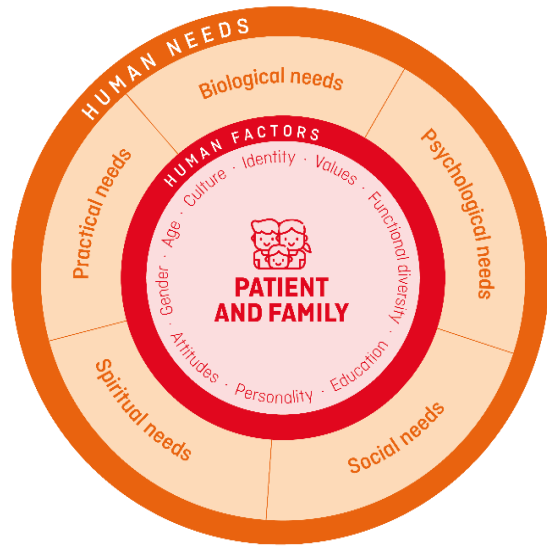 HUMAN NEEDS
Biological needs
Psychological needs
Social needs
Spiritual needs
Practical needs
HUMAN FACTORS
Gender · Age · Culture · Identity · Values · Functional diversity · Education · Personality · Attitudes ·
PATIENT
AND FAMILY